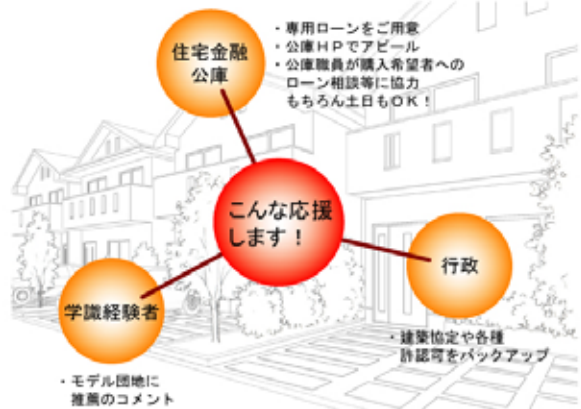 住宅金融
公庫
・専用ローンをご用意
・公庫HPでアピール
・公庫職員が購入希望者への
ローン相談等に協力
もちろん土日もOK!
こんな応援
します!
行政
・建築協定や各種
許認可をバックアップ
学識経験者
・モデル団地に
推薦のコメント